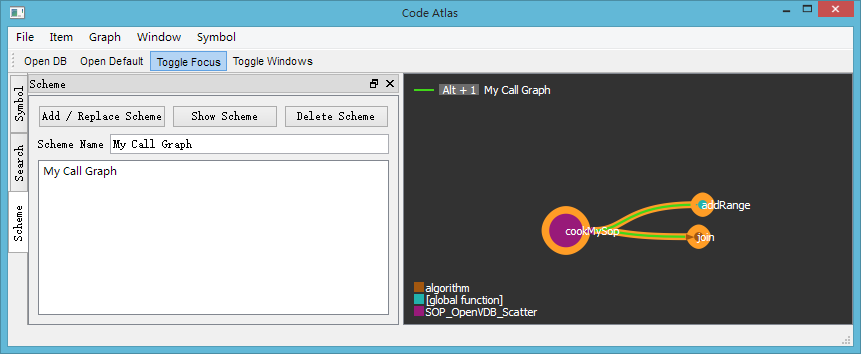 Code Atlas
File Item Graph Window Symbol
Open DB Open Default Toggle Focus Toggle Windows
Symbol
Search
Scheme
Scheme
Add / Replace Scheme Show Scheme Delete Scheme
Scheme Name My Call Graph
My Call Graph
Alt + 1 My Call Graph
addRange
cookMySop
join
algorithm
[global function]
SOP_OpenVDB_Scatter